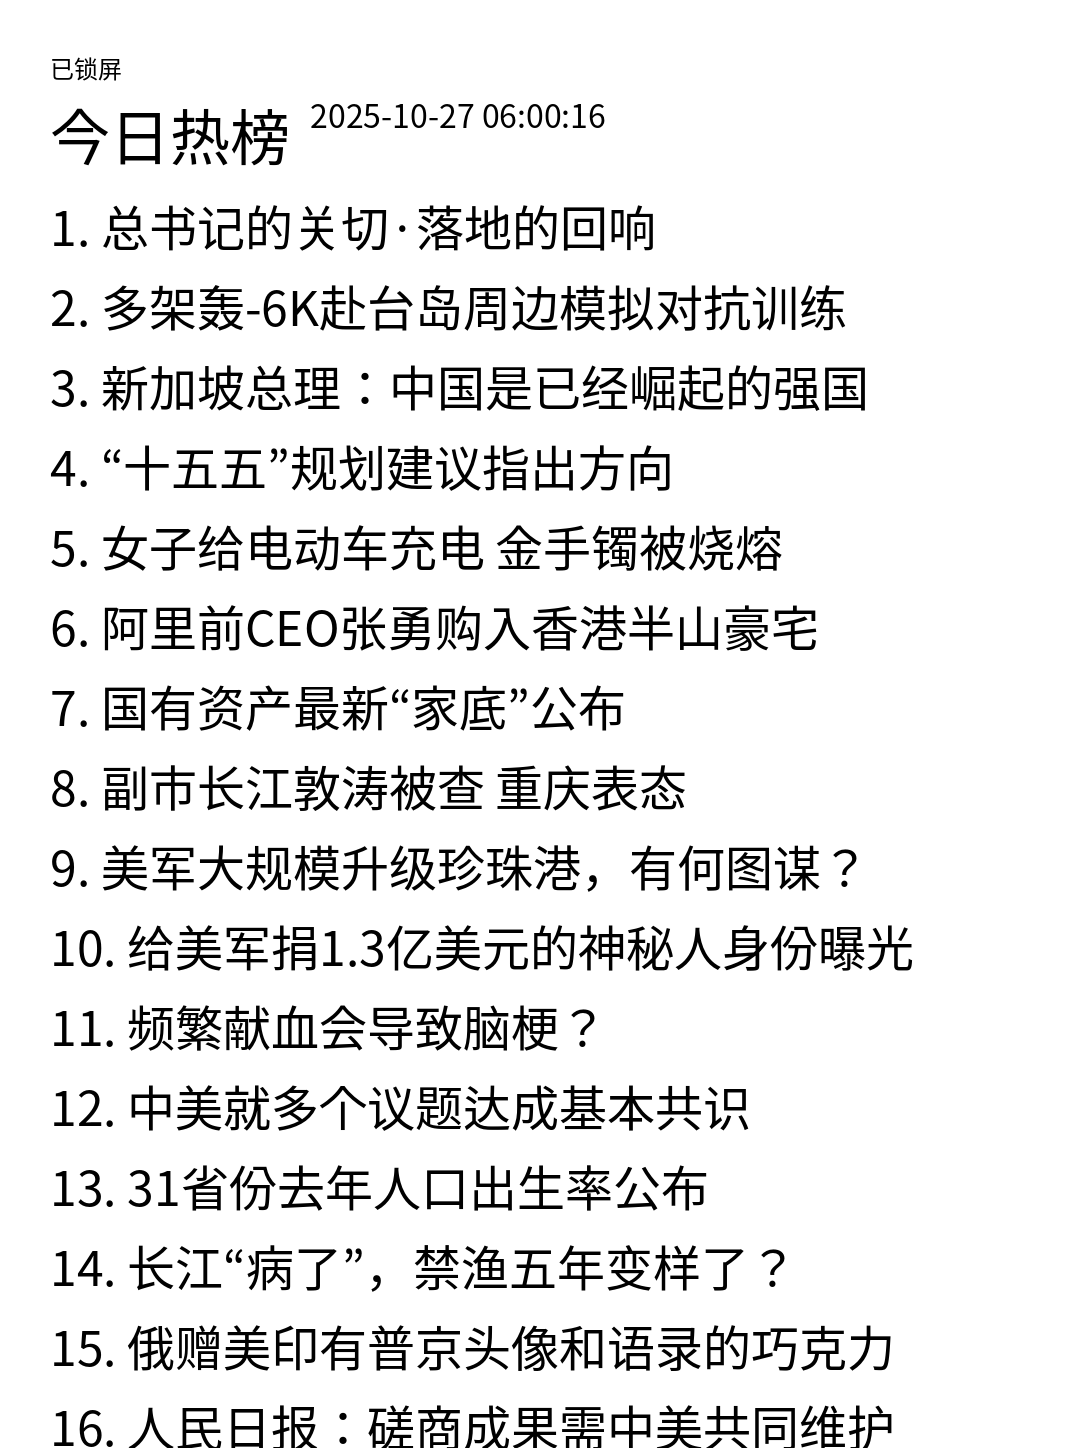 已锁屏
今日热榜 2025-10-27 06:00:16
1. 总书记的关切·落地的回响
2. 多架轰-6K赴台岛周边模拟对抗训练
3. 新加坡总理：中国是已经崛起的强国
4. “十五五”规划建议指出方向
5. 女子给电动车充电 金手镯被烧熔
6. 阿里前CEO张勇购入香港半山豪宅
7. 国有资产最新“家底”公布
8. 副市长江敦涛被查 重庆表态
9. 美军大规模升级珍珠港，有何图谋？
10. 给美军捐1.3亿美元的神秘人身份曝光
11. 频繁献血会导致脑梗？
12. 中美就多个议题达成基本共识
13. 31省份去年人口出生率公布
14. 长江“病了”，禁渔五年变样了？
15. 俄赠美印有普京头像和语录的巧克力
16. 人民日报：磋商成果需中美共同维护